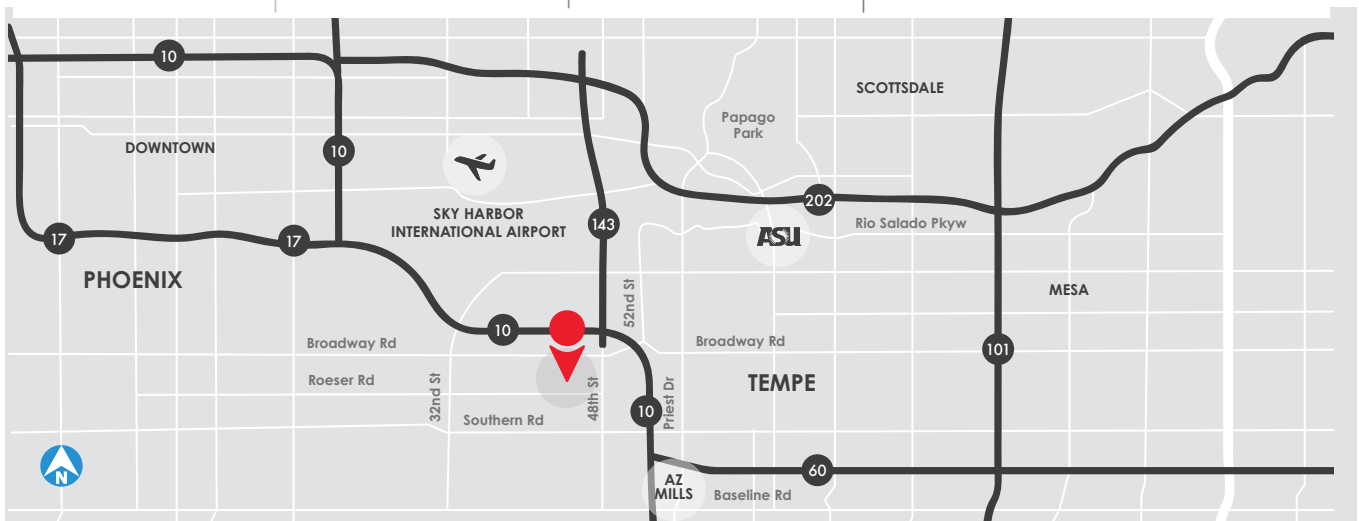 10
SCOTTSDALE
Papago
Park
DOWNTOWN
10
202
SKY HARBOR
INTERNATIONAL AIRPORT
143
Rio Salado Pkyw
ASU
17
17
PHOENIX
52nd St
MESA
10
Broadway Rd
Broadway Rd
101
Roeser Rd
32nd St
48th St
Priest Dr
TEMPE
10
Southern Rd
N
60
AZ
MILLS
Baseline Rd